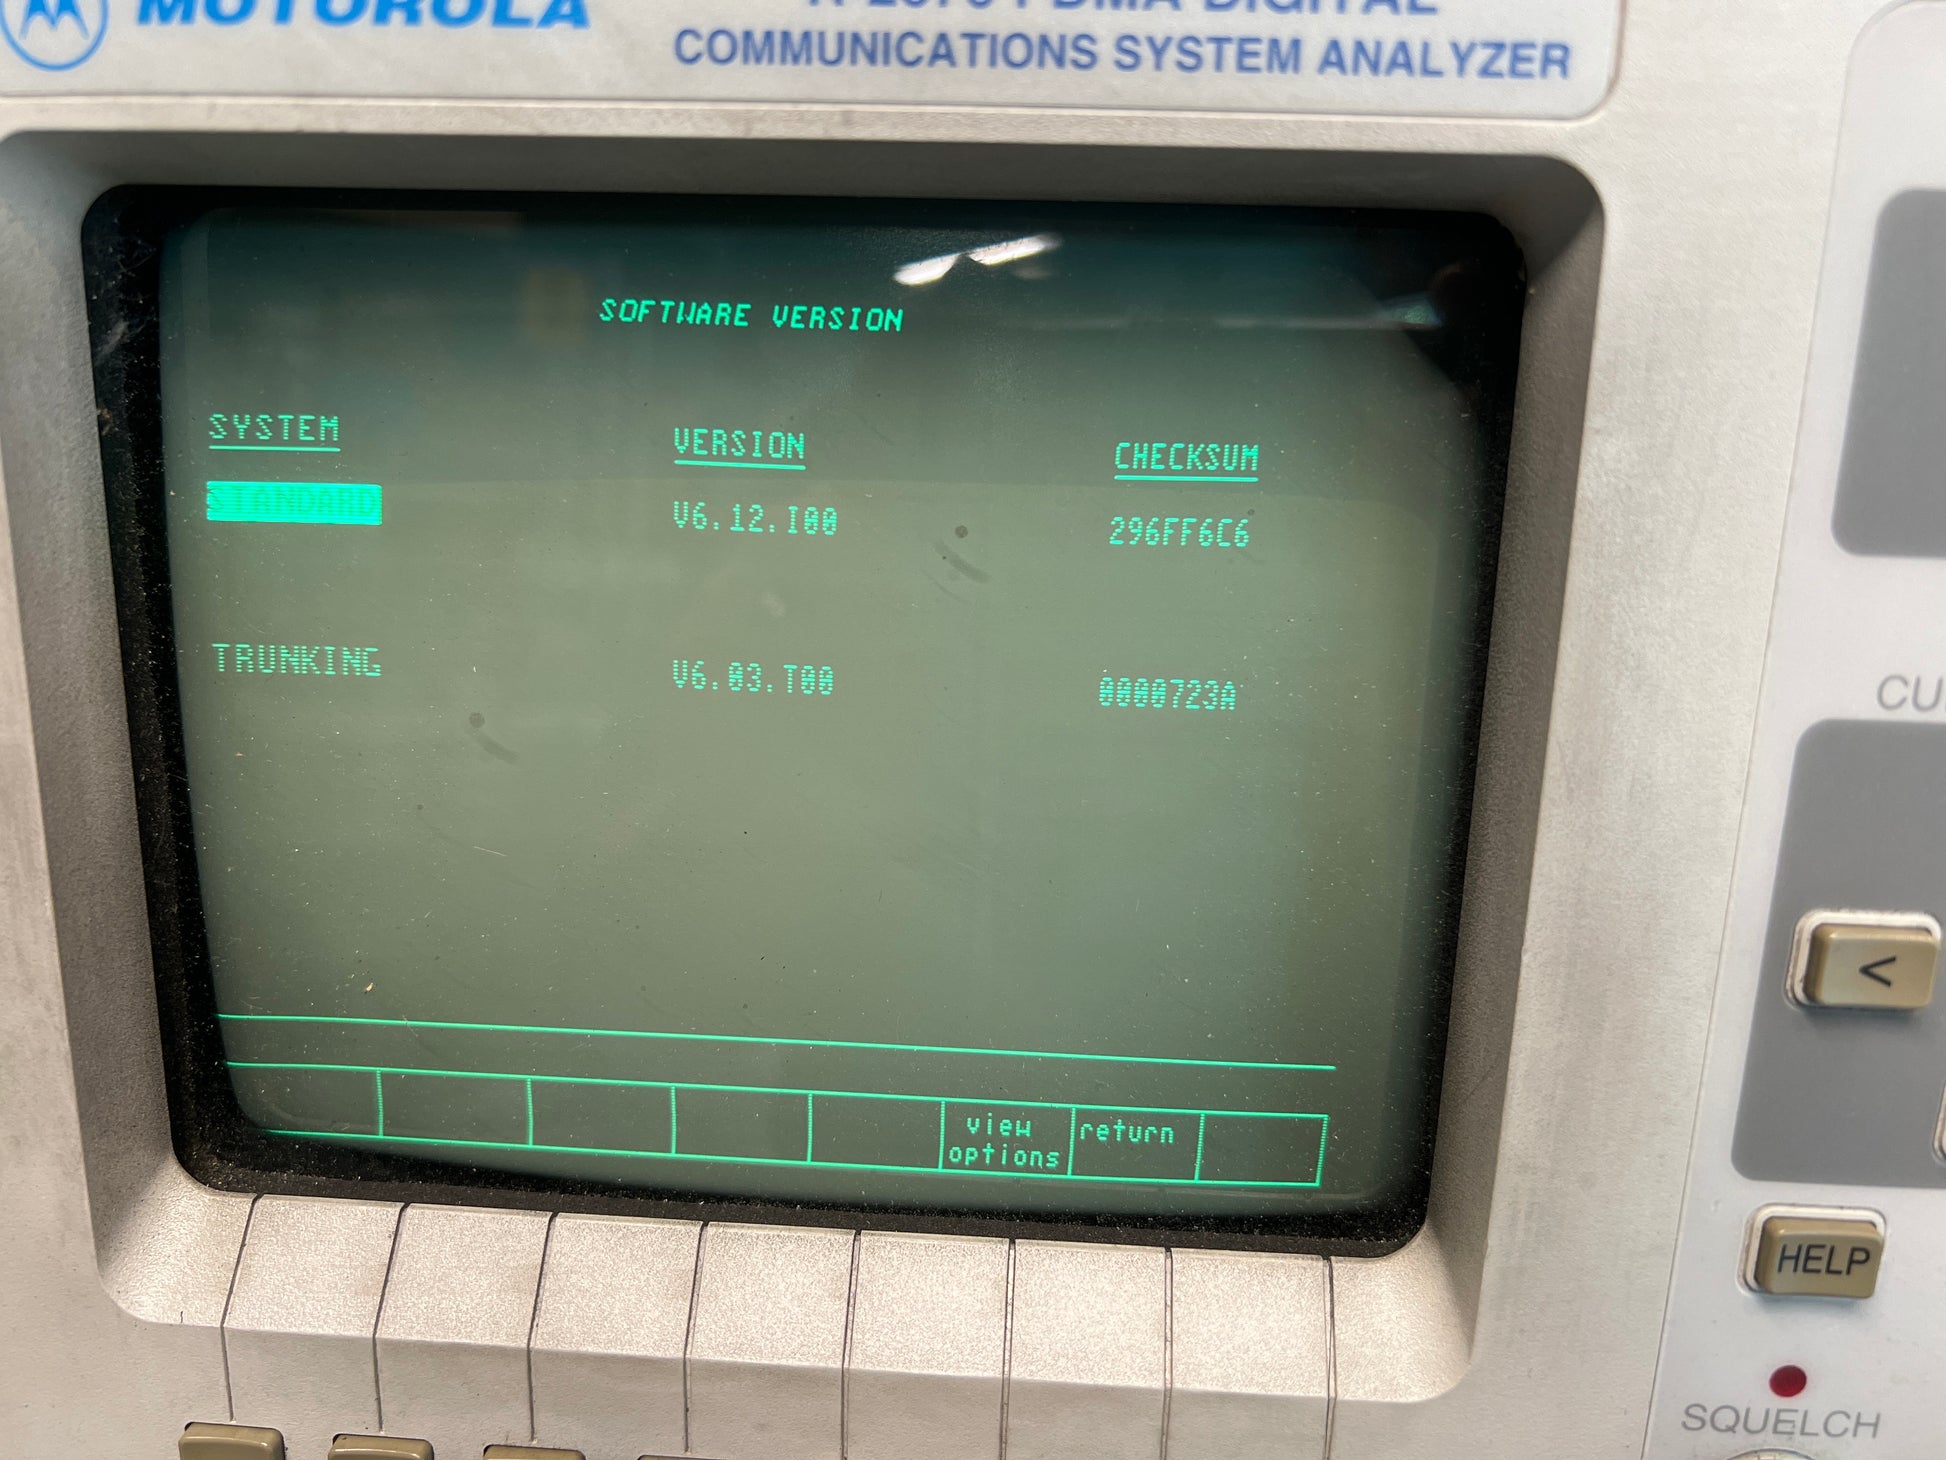 MOTOROLA
DIGITAL
COMMUNICATIONS SYSTEM ANALYZER
SOFTWARE VERSION
SYSTEM VERSION CHECKSUM
STANDARD V6.12.I00 296FF6C6
TRUNKING V6.03.T00 0000723A
view options
return
CU
<
HELP
SQUELCH